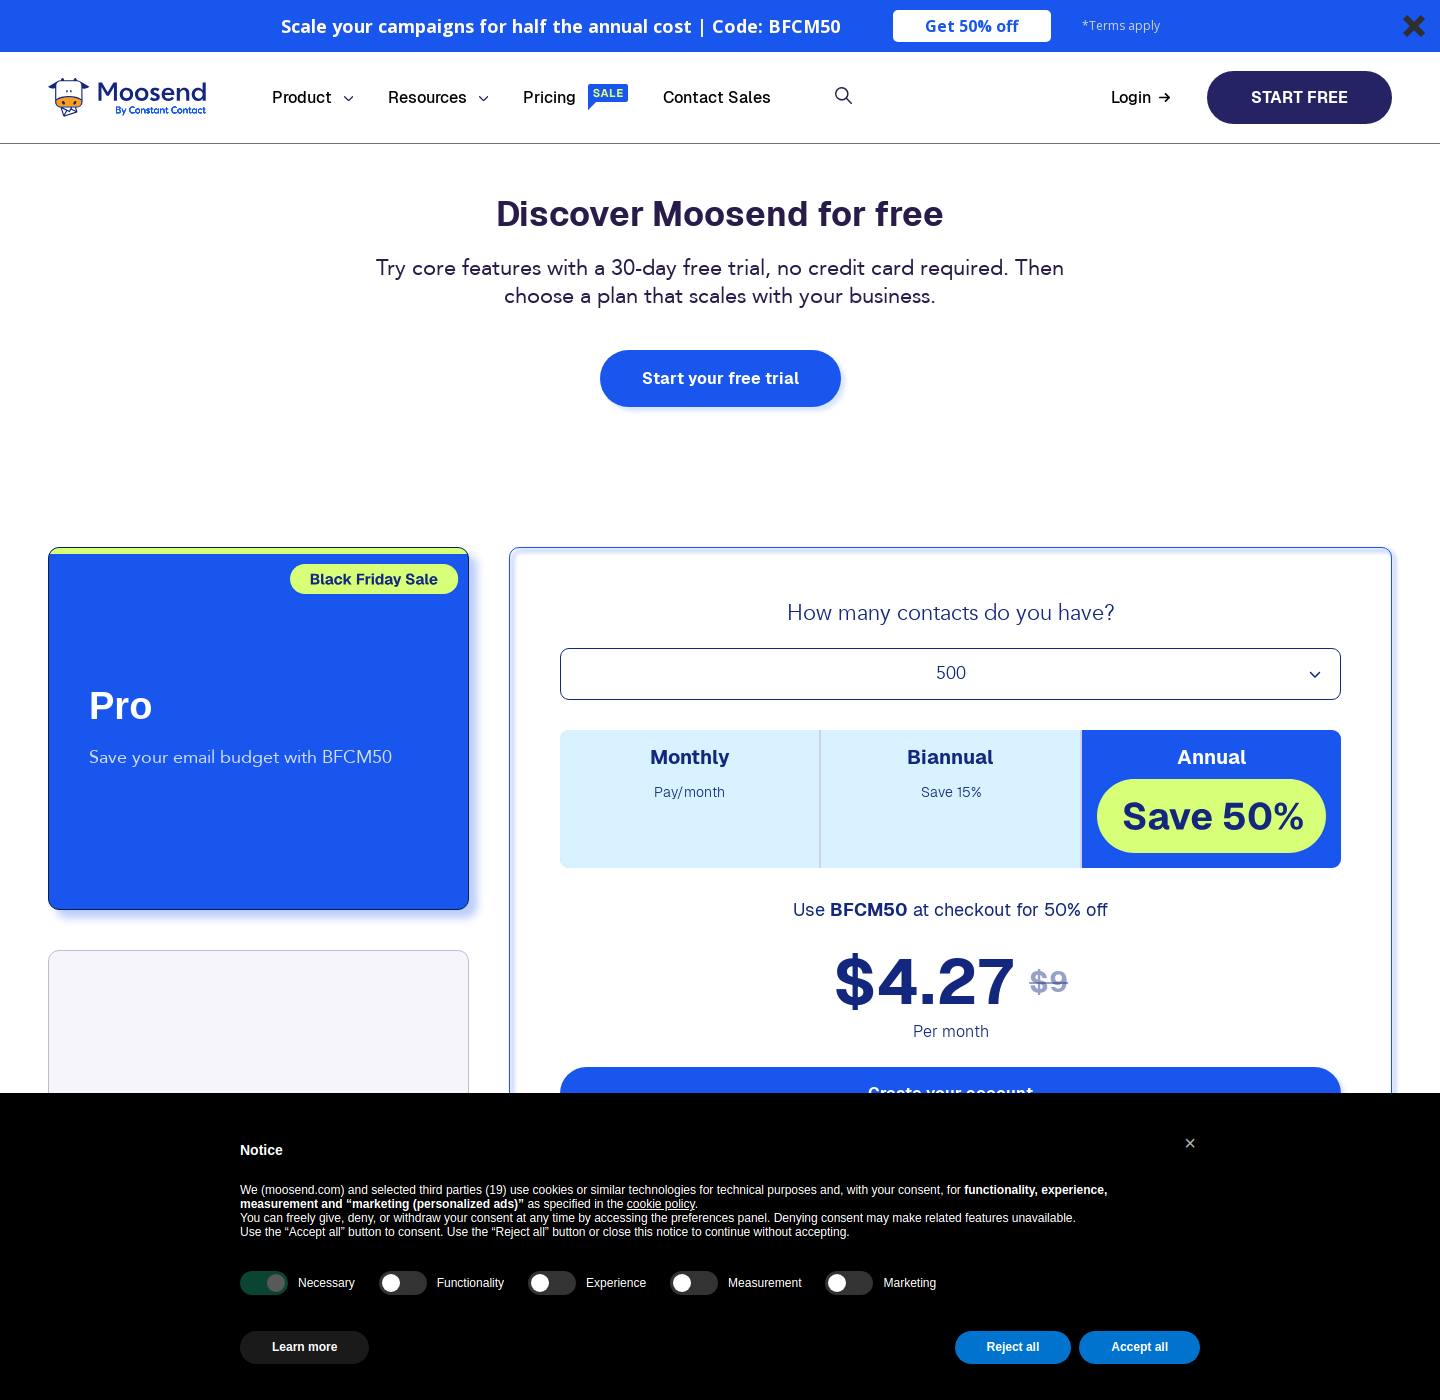 Scale your campaigns for half the annual cost | Code: BFCM50
Get 50% off
*Terms apply
Moosend
By Constant Contact
Product
Resources
Pricing
SALE
Contact Sales
Login →
START FREE
Discover Moosend for free
Try core features with a 30-day free trial, no credit card required. Then
choose a plan that scales with your business.
Start your free trial
Black Friday Sale
Pro
Save your email budget with BFCM50
How many contacts do you have?
500
Monthly
Pay/month
Biannual
Save 15%
Annual
Save 50%
Use BFCM50 at checkout for 50% off
$4.27 $9
Per month
Create your account
Notice
×
We (moosend.com) and selected third parties (19) use cookies or similar technologies for technical purposes and, with your consent, for functionality, experience,
measurement and “marketing (personalized ads)” as specified in the cookie policy.
You can freely give, deny, or withdraw your consent at any time by accessing the preferences panel. Denying consent may make related features unavailable.
Use the “Accept all” button to consent. Use the “Reject all” button or close this notice to continue without accepting.
Necessary
Functionality
Experience
Measurement
Marketing
Learn more
Reject all
Accept all